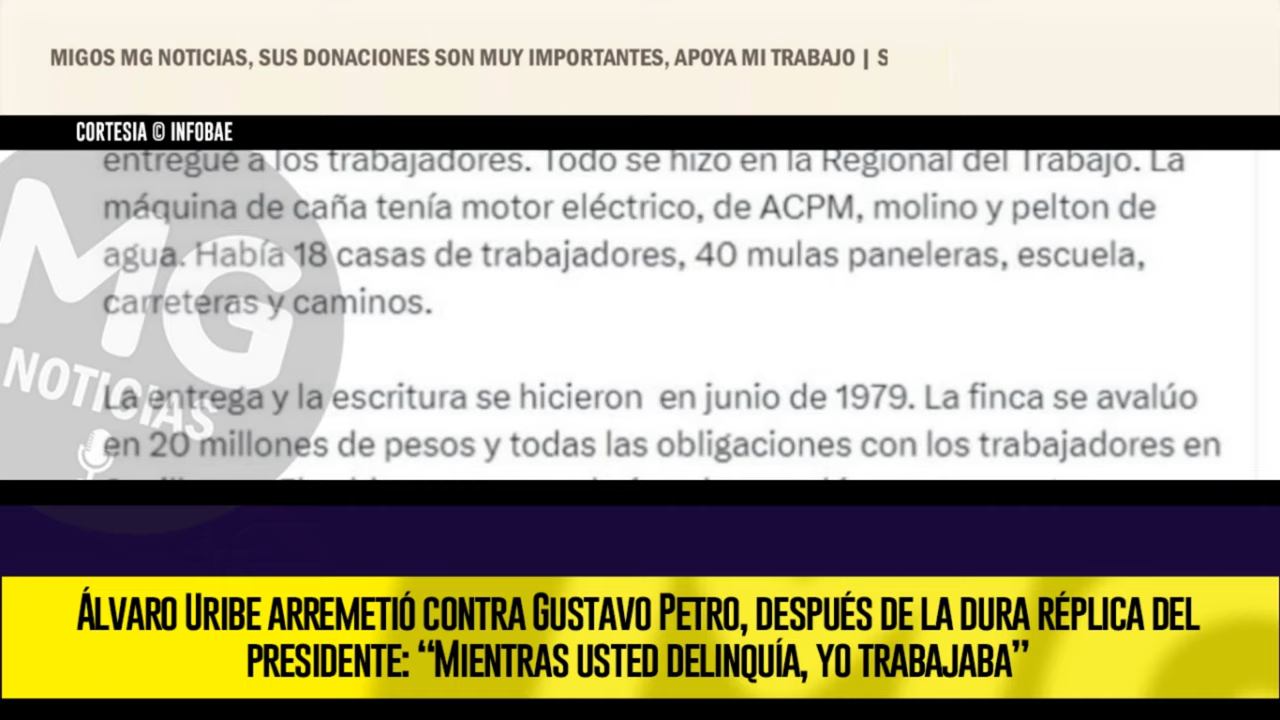 MIGOS MG NOTICIAS, SUS DONACIONES SON MUY IMPORTANTES, APOYA MI TRABAJO | S
CORTESIA © INFOBAE
entregué a los trabajadores. Todo se hizo en la Regional del Trabajo. La
máquina de caña tenía motor eléctrico, de ACPM, molino y pelton de
agua. Había 18 casas de trabajadores, 40 mulas paneleras, escuela,
carreteras y caminos.
La entrega y la escritura se hicieron en junio de 1979. La finca se avalúo
en 20 millones de pesos y todas las obligaciones con los trabajadores en
MG
NOTICIAS
ÁLVARO URIBE ARREMETIÓ CONTRA GUSTAVO PETRO, DESPUÉS DE LA DURA RÉPLICA DEL
PRESIDENTE: “MIENTRAS USTED DELINQUÍA, YO TRABAJABA”